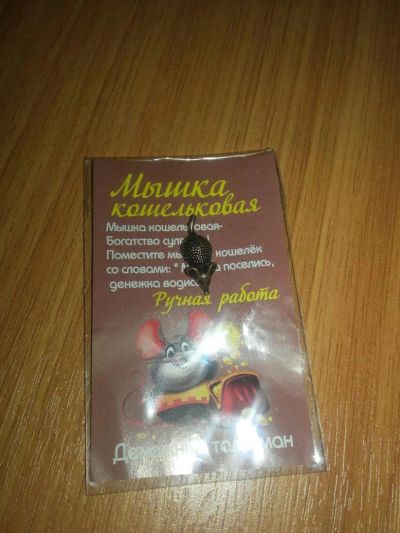 Мышка
кошельковая
Мышка кошельковая-
Богатство
Поместите кошелёк
со словами: " поселись,
денежка
Ручная работа